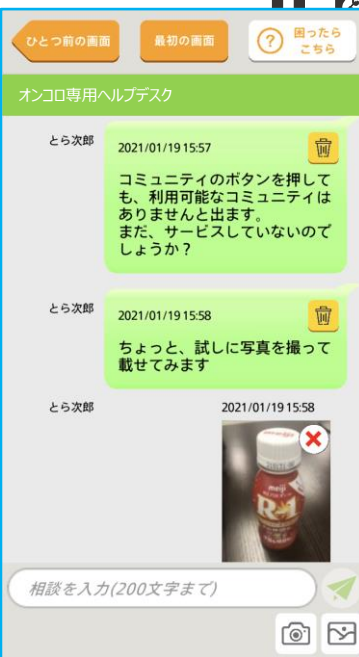 ひとつ前の画面
最初の画面
?
困ったら
こちら
オンコロ専用ヘルプデスク
とら次郎
2021/01/19 15:57
コミュニティのボタンを押して
も、利用可能なコミュニティは
ありませんと出ます。
まだ、サービスしていないので
しょうか？
とら次郎
2021/01/19 15:58
ちょっと、試しに写真を撮って
載せてみます
とら次郎
2021/01/19 15:58
meiji
R-1
相談を入力(200文字まで)